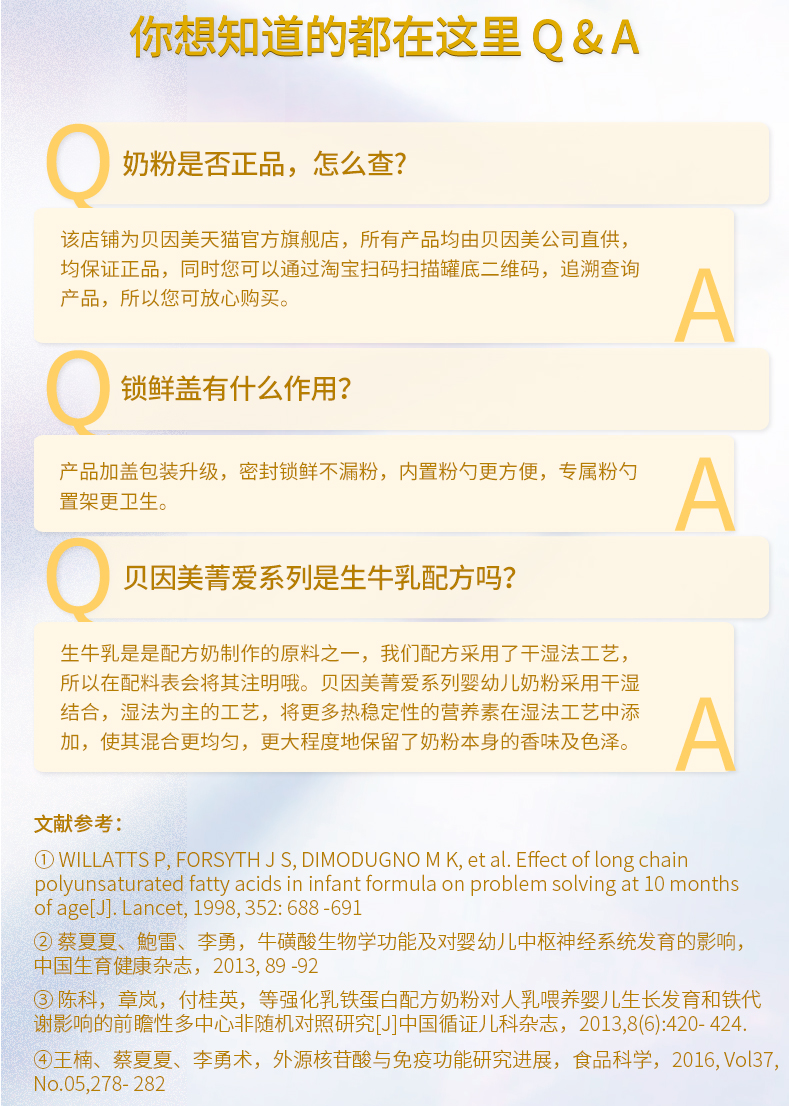 你想知道的都在这里 Q & A
Q 奶粉是否正品，怎么查?
该店铺为贝因美天猫官方旗舰店，所有产品均由贝因美公司直供，
均保证正品，同时您可以通过淘宝扫码扫描罐底二维码，追溯查询
产品，所以您可放心购买。
A
Q 锁鲜盖有什么作用？
产品加盖包装升级，密封锁鲜不漏粉，内置粉勺更方便，专属粉勺
置架更卫生。
A
Q 贝因美菁爱系列是生牛乳配方吗？
生牛乳是是配方奶制作的原料之一，我们配方采用了干湿法工艺，
所以在配料表会将其注明哦。贝因美菁爱系列婴幼儿奶粉采用干湿
结合，湿法为主的工艺，将更多热稳定性的营养素在湿法工艺中添
加，使其混合更均匀，更大程度地保留了奶粉本身的香味及色泽。
A
文献参考：
① WILLATTS P, FORSYTH J S, DIMODUGNO M K, et al. Effect of long chain
polyunsaturated fatty acids in infant formula on problem solving at 10 months
of age[J]. Lancet, 1998, 352: 688 -691
② 蔡夏夏、鮑雷、李勇，牛磺酸生物学功能及对婴幼儿中枢神经系统发育的影响，
中国生育健康杂志，2013, 89 -92
③ 陈科，章岚，付桂英，等强化乳铁蛋白配方奶粉对人乳喂养婴儿生长发育和铁代
谢影响的前瞻性多中心非随机对照研究[J]中国循证儿科杂志，2013,8(6):420- 424.
④王楠、蔡夏夏、李勇术，外源核苷酸与免疫功能研究进展，食品科学，2016, Vol37,
No.05,278- 282